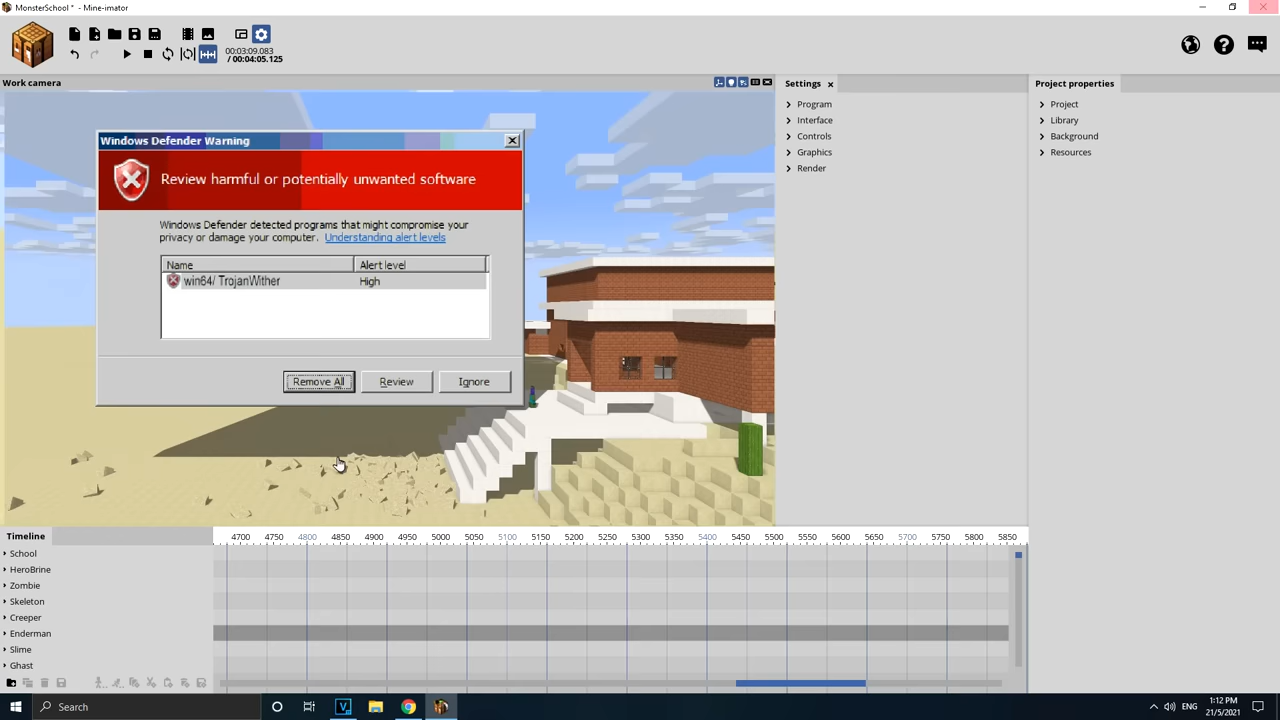 MonsterSchool * - Mine-imator
00:03:09.083
/ 00:04:05.125
Work camera
Settings
Project properties
Program
Interface
Controls
Graphics
Render
Project
Library
Background
Resources
Windows Defender Warning
Review harmful or potentially unwanted software
Windows Defender detected programs that might compromise your
privacy or damage your computer. Understanding alert levels
Name Alert level
win64/ TrojanWither High
Remove All Review Ignore
Timeline
4700 4800 4850 4900 4950 5000 5100 5150 5200 5250 5300 5350 5400 5450 5500 5550 5600 5650 5700 5750 5800 5850
School
HeroBrine
Zombie
Skeleton
Creeper
Enderman
Slime
Ghast
Search
ENG
1:12 PM
21/5/2021